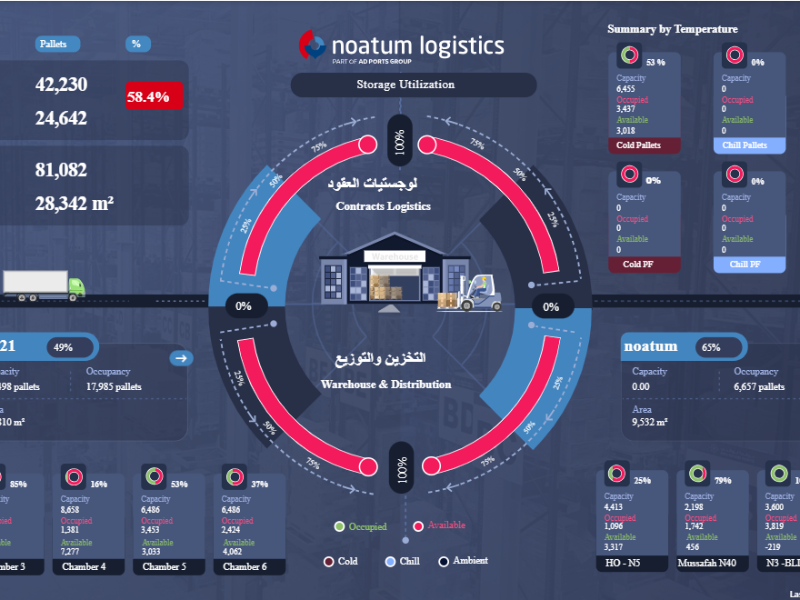 Pallets
%
42,230
24,642
58.4%
81,082
28,342 m²
noatum logistics
PART OF AD PORTS GROUP
Storage Utilization
Summary by Temperature
53 %
Capacity
6,455
Occupied
3,437
Available
3,018
Cold Pallets
0%
Capacity
0
Occupied
0
Available
0
Chill Pallets
0%
Capacity
0
Occupied
0
Available
0
Cold PF
0%
Capacity
0
Occupied
0
Available
0
Chill PF
100%
75%
50%
25%
75%
50%
25%
لوجستيات العقود
Contracts Logistics
Warehouse
0%
0%
التخزين والتوزيع
Warehouse & Distribution
25%
50%
75%
25%
50%
75%
100%
21
49%
Occupancy
498 pallets
17,985 pallets
810 m²
noatum
65%
Capacity
Occupancy
0.00
6,657 pallets
Area
9,532 m²
85%
16%
Capacity
8,658
Occupied
1,381
Available
7,277
Chamber 4
53%
Capacity
6,486
Occupied
3,453
Available
3,033
Chamber 5
37%
Capacity
6,486
Occupied
2,424
Available
4,062
Chamber 6
Occupied
Available
Cold
Chill
Ambient
25%
Capacity
4,413
Occupied
1,096
Available
3,317
HO - N5
79%
Capacity
2,198
Occupied
1,742
Available
456
Mussafah N40
Capacity
3,600
Occupied
3,819
Available
-219